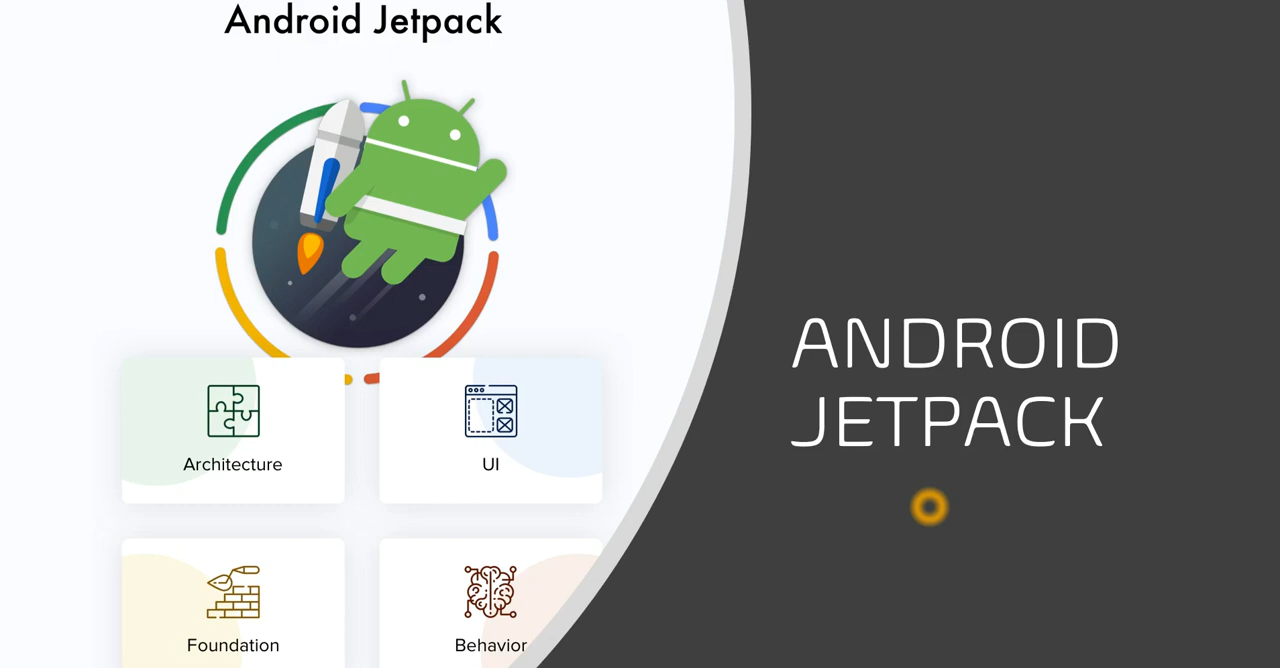 Android Jetpack
Architecture
UI
Foundation
Behavior
ANDROID
JETPACK